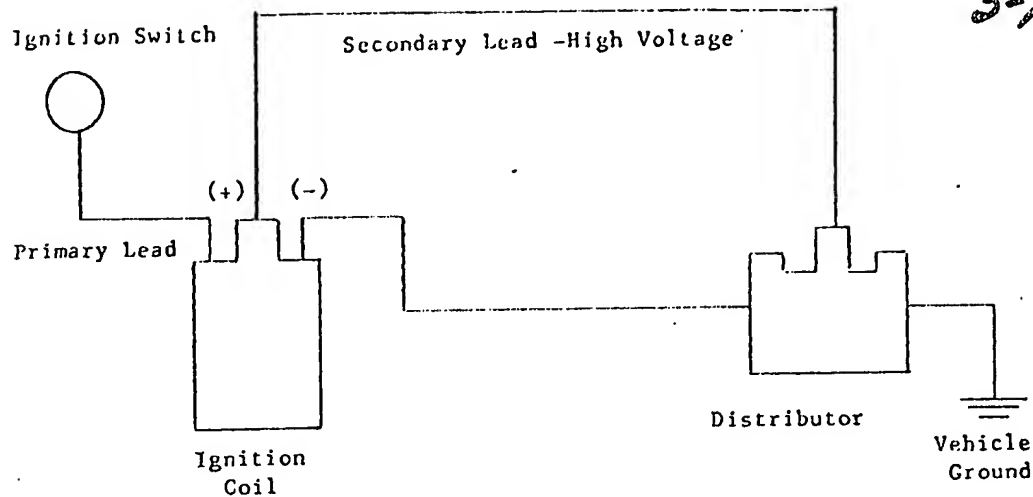 Ignition Switch
Secondary Lead -High Voltage
(+) (-)
Primary Lead
Distributor
Ignition
Coil
Vehicle
Ground